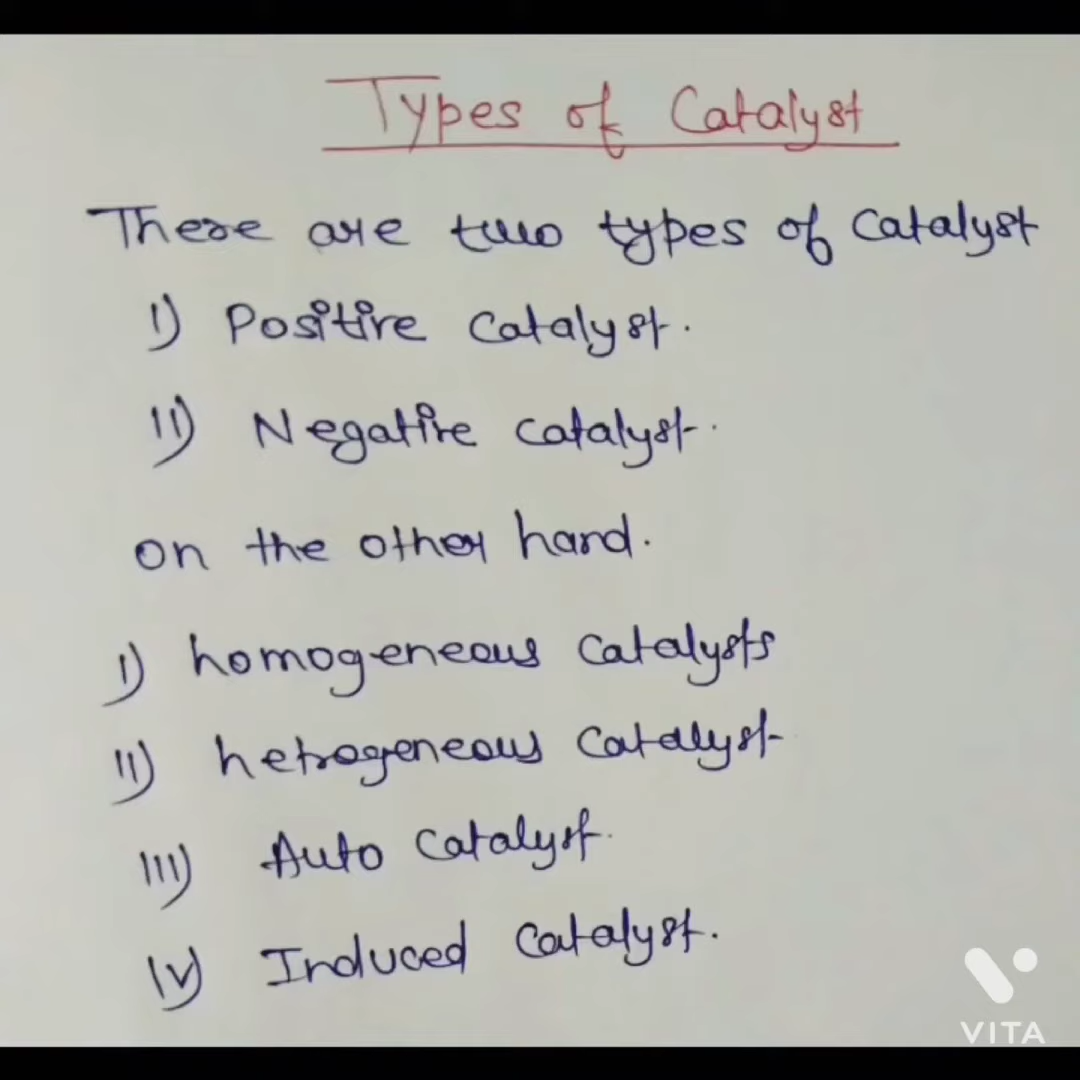 Types of Catalyst
There are two types of Catalyst
I) Positive Catalyst.
II) Negative catalyst.
on the other hand.
I) homogeneous Catalysts
II) hetrogeneous Catalyst
III) Auto Catalyst.
IV) Induced Catalyst.
VITA